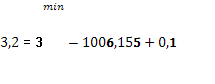 min
3,2 = 3 − 1006,155 + 0,1